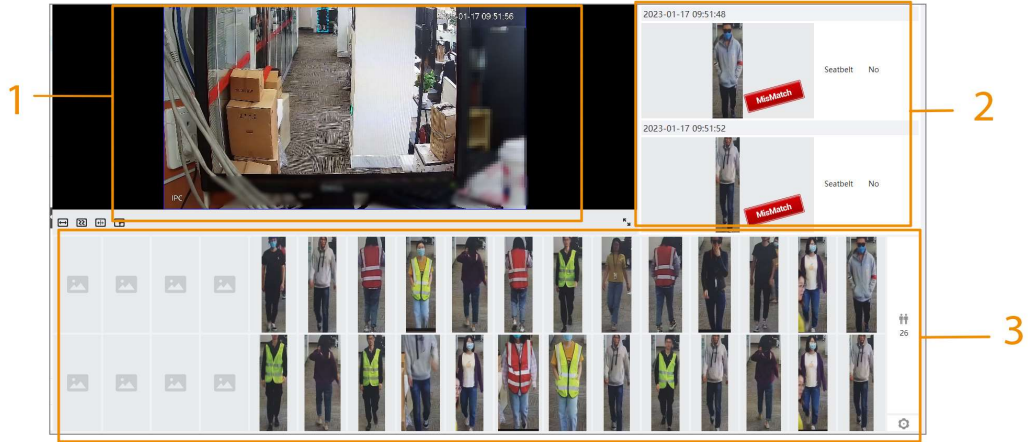 1
2023-01-17 09:51:56
IPC
2
2023-01-17 09:51:48
Seatbelt No
MisMatch
2023-01-17 09:51:52
Seatbelt No
MisMatch
3
26